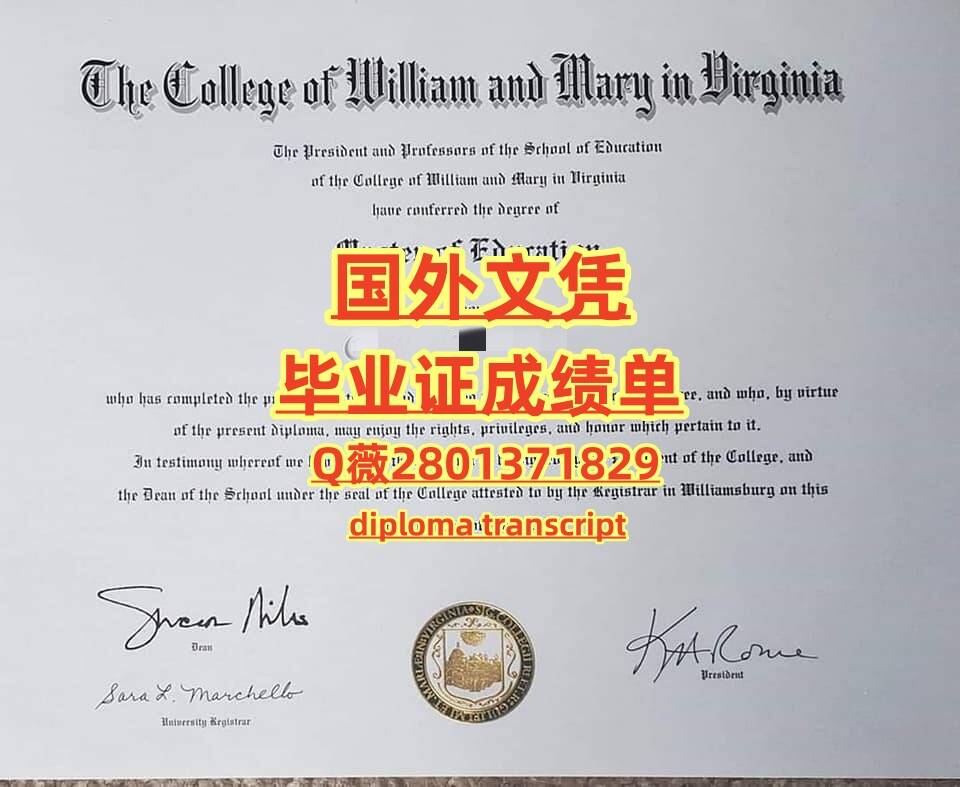 The College of William and Mary in Virginia
The President and Professors of the School of Education
of the College of William and Mary in Virginia
have conferred the degree of
Master of Education
国外文凭
毕业证成绩单
who has completed the ee, and who, by virtue
of the present diploma, may enjoy the rights, privileges, and honor which pertain to it.
Q薇2801371829
In testimony whereof we of the College, and
the Dean of the School under the seal of the College attested to by the Registrar in Williamsburg on this
diploma transcript
Dean
President
Sara L. Marchello
University Registrar